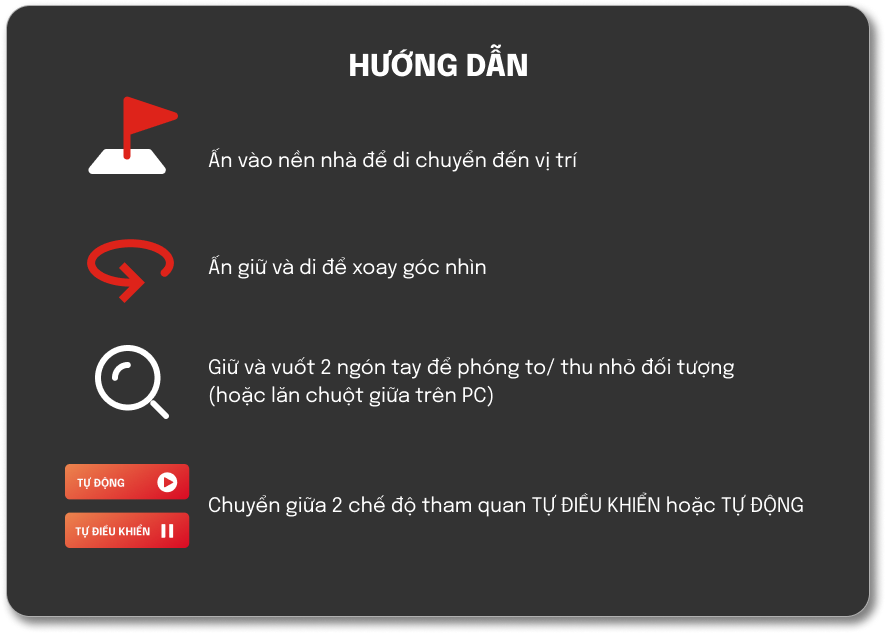 HƯỚNG DẪN
Ấn vào nền nhà để di chuyển đến vị trí
Ấn giữ và di để xoay góc nhìn
Giữ và vuốt 2 ngón tay để phóng to/ thu nhỏ đối tượng
(hoặc lăn chuột giữa trên PC)
TỰ ĐỘNG
TỰ ĐIỀU KHIỂN
Chuyển giữa 2 chế độ tham quan TỰ ĐIỀU KHIỂN hoặc TỰ ĐỘNG